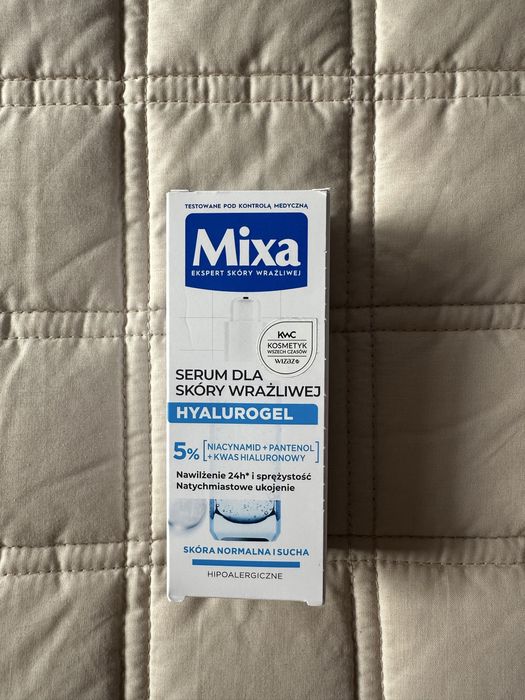 TESTOWANE POD KONTROLĄ MEDYCZNĄ
Mixa
EKSPERT SKÓRY WRAŻLIWEJ
KWC
KOSMETYK
WSZECH CZASÓW
WIZAZ
SERUM DLA
SKÓRY WRAŻLIWEJ
HYALUROGEL
5% [NIACYNAMID + PANTENOL
+ KWAS HIALURONOWY]
Nawilżenie 24h* i sprężystość
Natychmiastowe ukojenie
SKÓRA NORMALNA I SUCHA
HIPOALERGICZNE